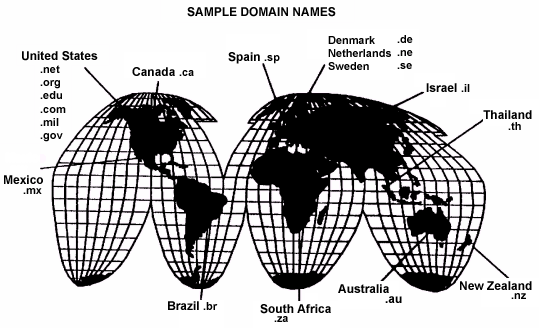 SAMPLE DOMAIN NAMES
United States
.net
.org
.edu
.com
.mil
.gov
Canada .ca
Spain .sp
Denmark .de
Netherlands .ne
Sweden .se
Israel .il
Thailand
.th
Mexico
.mx
Brazil .br
South Africa
.za
Australia
.au
New Zealand
.nz